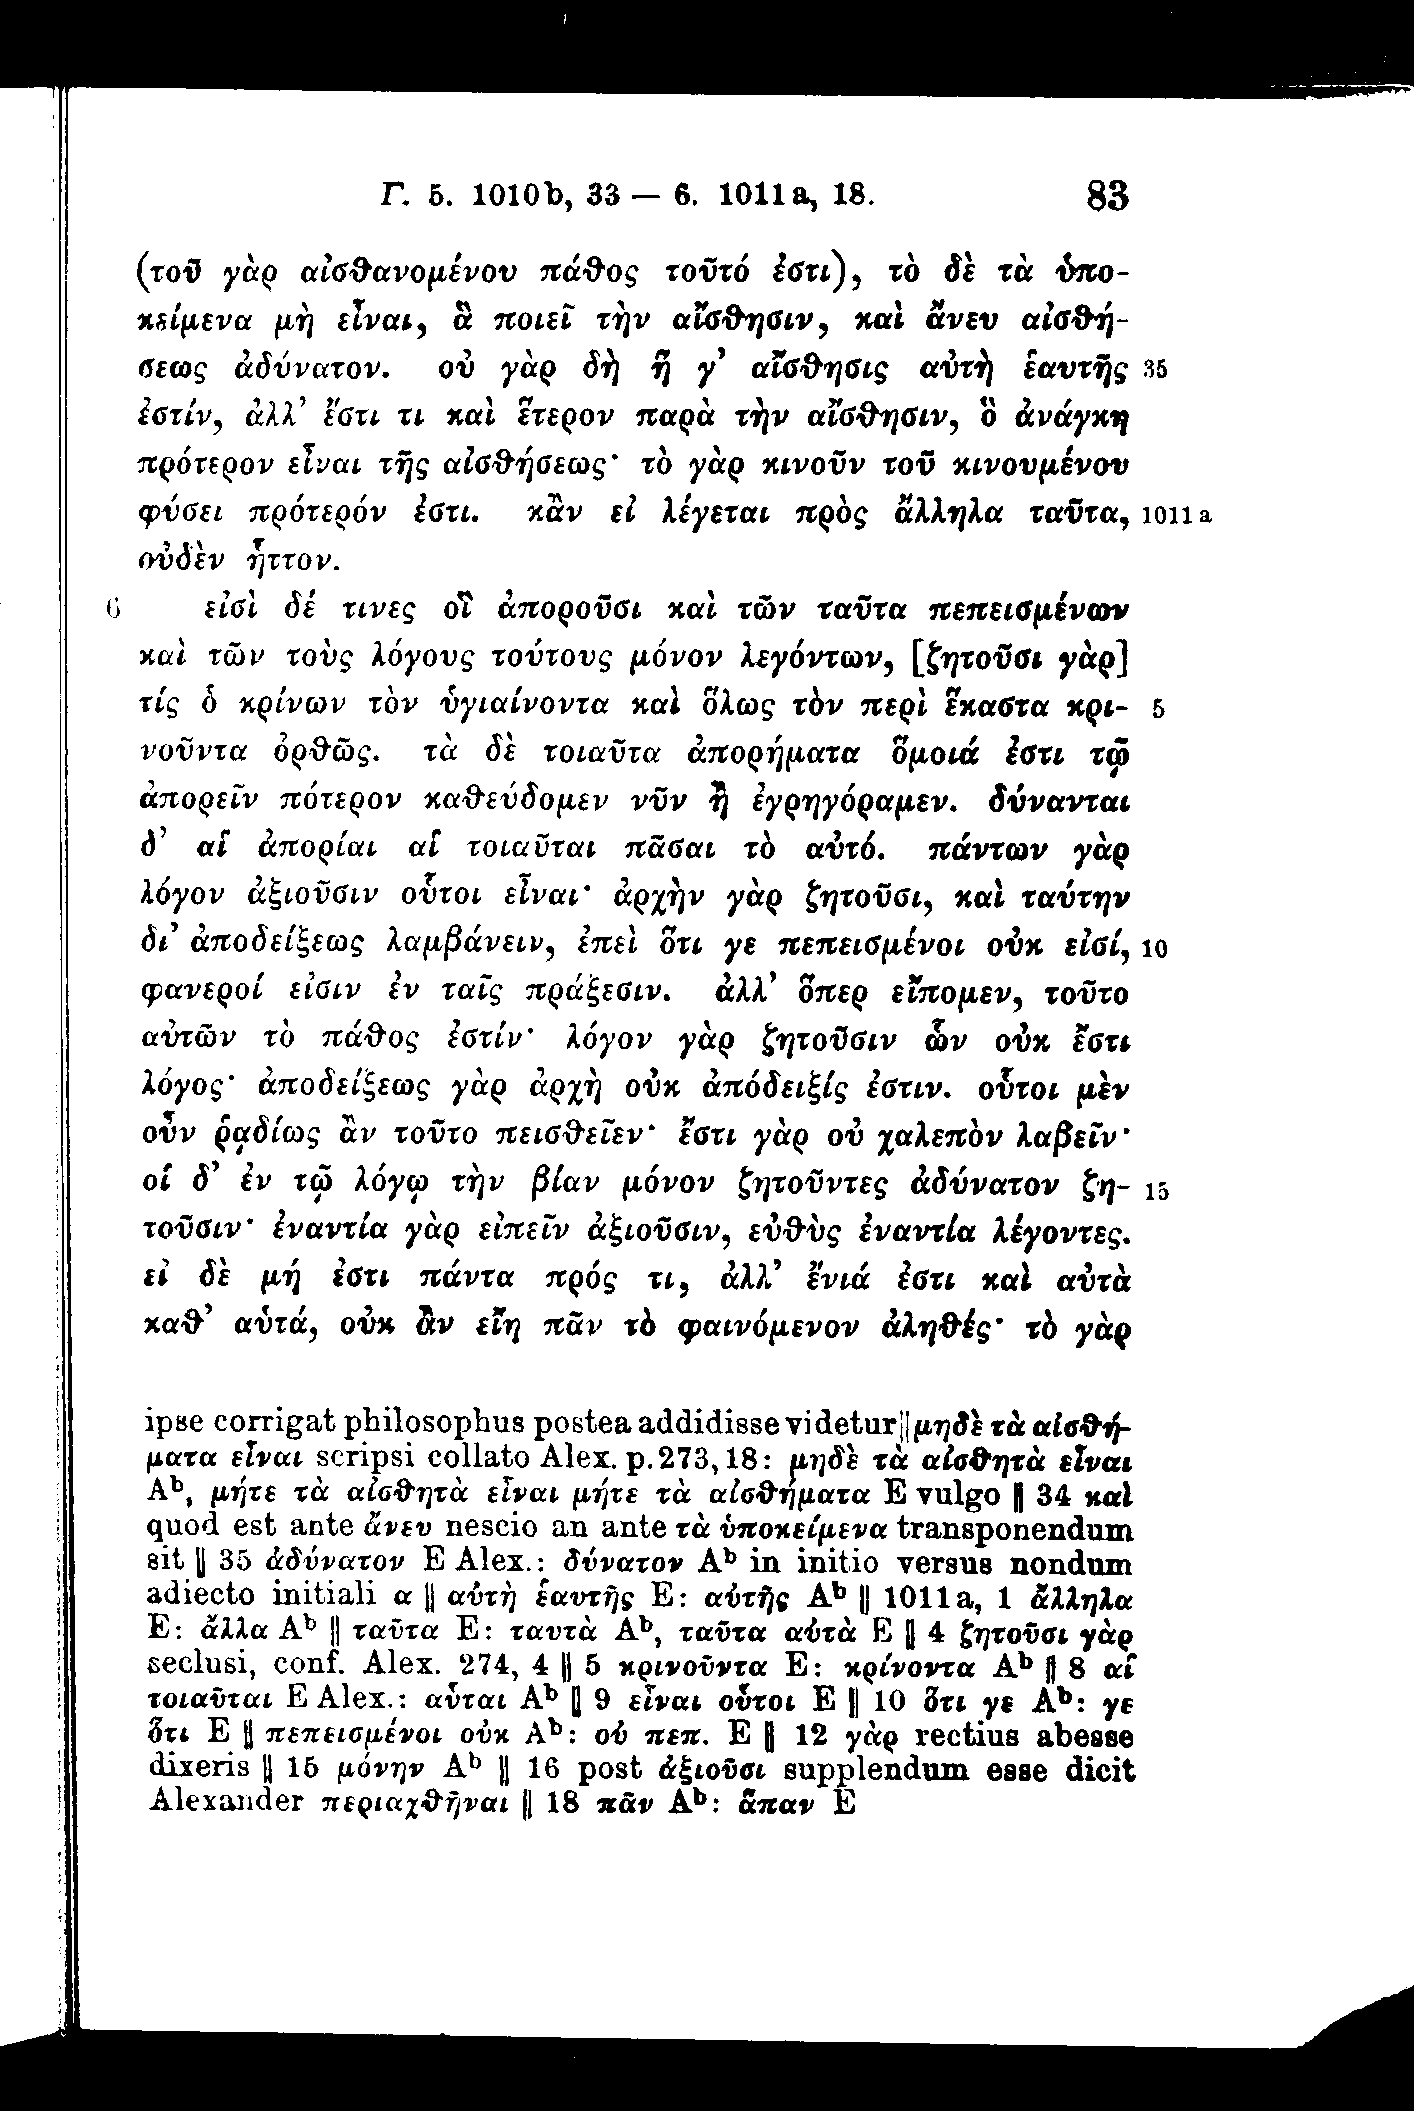 Γ. 5. 1010b, 33 — 6. 1011a, 18. 83
(τοῦ γὰρ αἰσθανομένου πάθος τοῦτό ἐστι), τὸ δὲ τὰ ὑπο-
κείμενα μὴ εἶναι, ἃ ποιεῖ τὴν αἴσθησιν, καὶ ἄνευ αἰσθή-
σεως ἀδύνατον. οὐ γὰρ δὴ ἥ γ’ αἴσθησις αὐτὴ ἑαυτῆς 35
ἐστίν, ἀλλ’ ἔστι τι καὶ ἕτερον παρὰ τὴν αἴσθησιν, ὃ ἀνάγκη
πρότερον εἶναι τῆς αἰσθήσεως· τὸ γὰρ κινοῦν τοῦ κινουμένου
φύσει πρότερόν ἐστι. κἂν εἰ λέγεται πρὸς ἄλληλα ταῦτα, 1011a
οὐδὲν ἧττον.
6 εἰσὶ δέ τινες οἳ ἀποροῦσι καὶ τῶν ταῦτα πεπεισμένων
καὶ τῶν τοὺς λόγους τούτους μόνον λεγόντων, [ζητοῦσι γὰρ]
τίς ὁ κρίνων τὸν ὑγιαίνοντα καὶ ὅλως τὸν περὶ ἕκαστα κρι- 5
νοῦντα ὀρθῶς. τὰ δὲ τοιαῦτα ἀπορήματα ὅμοιά ἐστι τῷ
ἀπορεῖν πότερον καθεύδομεν νῦν ἢ ἐγρηγόραμεν. δύνανται
δ’ αἱ ἀπορίαι αἱ τοιαῦται πᾶσαι τὸ αὐτό. πάντων γὰρ
λόγον ἀξιοῦσιν οὗτοι εἶναι· ἀρχὴν γὰρ ζητοῦσι, καὶ ταύτην
δι’ ἀποδείξεως λαμβάνειν, ἐπεὶ ὅτι γε πεπεισμένοι οὐκ εἰσί, 10
φανεροί εἰσιν ἐν ταῖς πράξεσιν. ἀλλ’ ὅπερ εἴπομεν, τοῦτο
αὐτῶν τὸ πάθος ἐστίν· λόγον γὰρ ζητοῦσιν ὧν οὐκ ἔστι
λόγος· ἀποδείξεως γὰρ ἀρχὴ οὐκ ἀπόδειξίς ἐστιν. οὗτοι μὲν
οὖν ῥᾳδίως ἂν τοῦτο πεισθεῖεν· ἔστι γὰρ οὐ χαλεπὸν λαβεῖν·
οἱ δ’ ἐν τῷ λόγῳ τὴν βίαν μόνον ζητοῦντες ἀδύνατον ζη- 15
τοῦσιν· ἐναντία γὰρ εἰπεῖν ἀξιοῦσιν, εὐθὺς ἐναντία λέγοντες.
εἰ δὲ μή ἐστι πάντα πρός τι, ἀλλ’ ἔνιά ἐστι καὶ αὐτὰ
καθ’ αὑτά, οὐκ ἂν εἴη πᾶν τὸ φαινόμενον ἀληθές· τὸ γὰρ
ipse corrigat philosophus postea addidisse videtur ‖ μηδὲ τὰ αἰσθή-
ματα εἶναι scripsi collato Alex. p. 273, 18: μηδὲ τὰ αἰσθητὰ εἶναι
Aᵇ, μήτε τὰ αἰσθητὰ εἶναι μήτε τὰ αἰσθήματα E vulgo ‖ 34 καὶ
quod est ante ἄνευ nescio an ante τὰ ὑποκείμενα transponendum
sit ‖ 35 ἀδύνατον E Alex.: δύνατον Aᵇ in initio versus nondum
adiecto initiali α ‖ αὐτὴ ἑαυτῆς E: αὑτῆς Aᵇ ‖ 1011a, 1 ἄλληλα
E: ἄλλα Aᵇ ‖ ταῦτα E: ταυτὰ Aᵇ, ταῦτα αὐτὰ E ‖ 4 ζητοῦσι γὰρ
seclusi, conf. Alex. 274, 4 ‖ 5 κρινοῦντα E: κρίνοντα Aᵇ ‖ 8 αἱ
τοιαῦται E Alex.: αὗται Aᵇ ‖ 9 εἶναι οὗτοι E ‖ 10 ὅτι γε Aᵇ: γε
ὅτι E ‖ πεπεισμένοι οὐκ Aᵇ: οὐ πεπ. E ‖ 12 γὰρ rectius abesse
dixeris ‖ 15 μόνην Aᵇ ‖ 16 post ἀξιοῦσι supplendum esse dicit
Alexander περιαχθῆναι ‖ 18 πᾶν Aᵇ: ἅπαν E